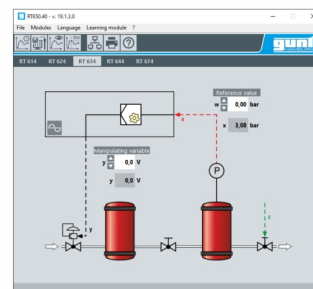 RT650.40 - v. 19.1.3.0
File Modules Language Learning module ?
gunt
RT 614 RT 624 RT 634 RT 644 RT 674
Reference value
w 0,00 bar
x 3,08 bar
x
Manipulating variable
y 0,0 V
y 0,0 V
P
y
z